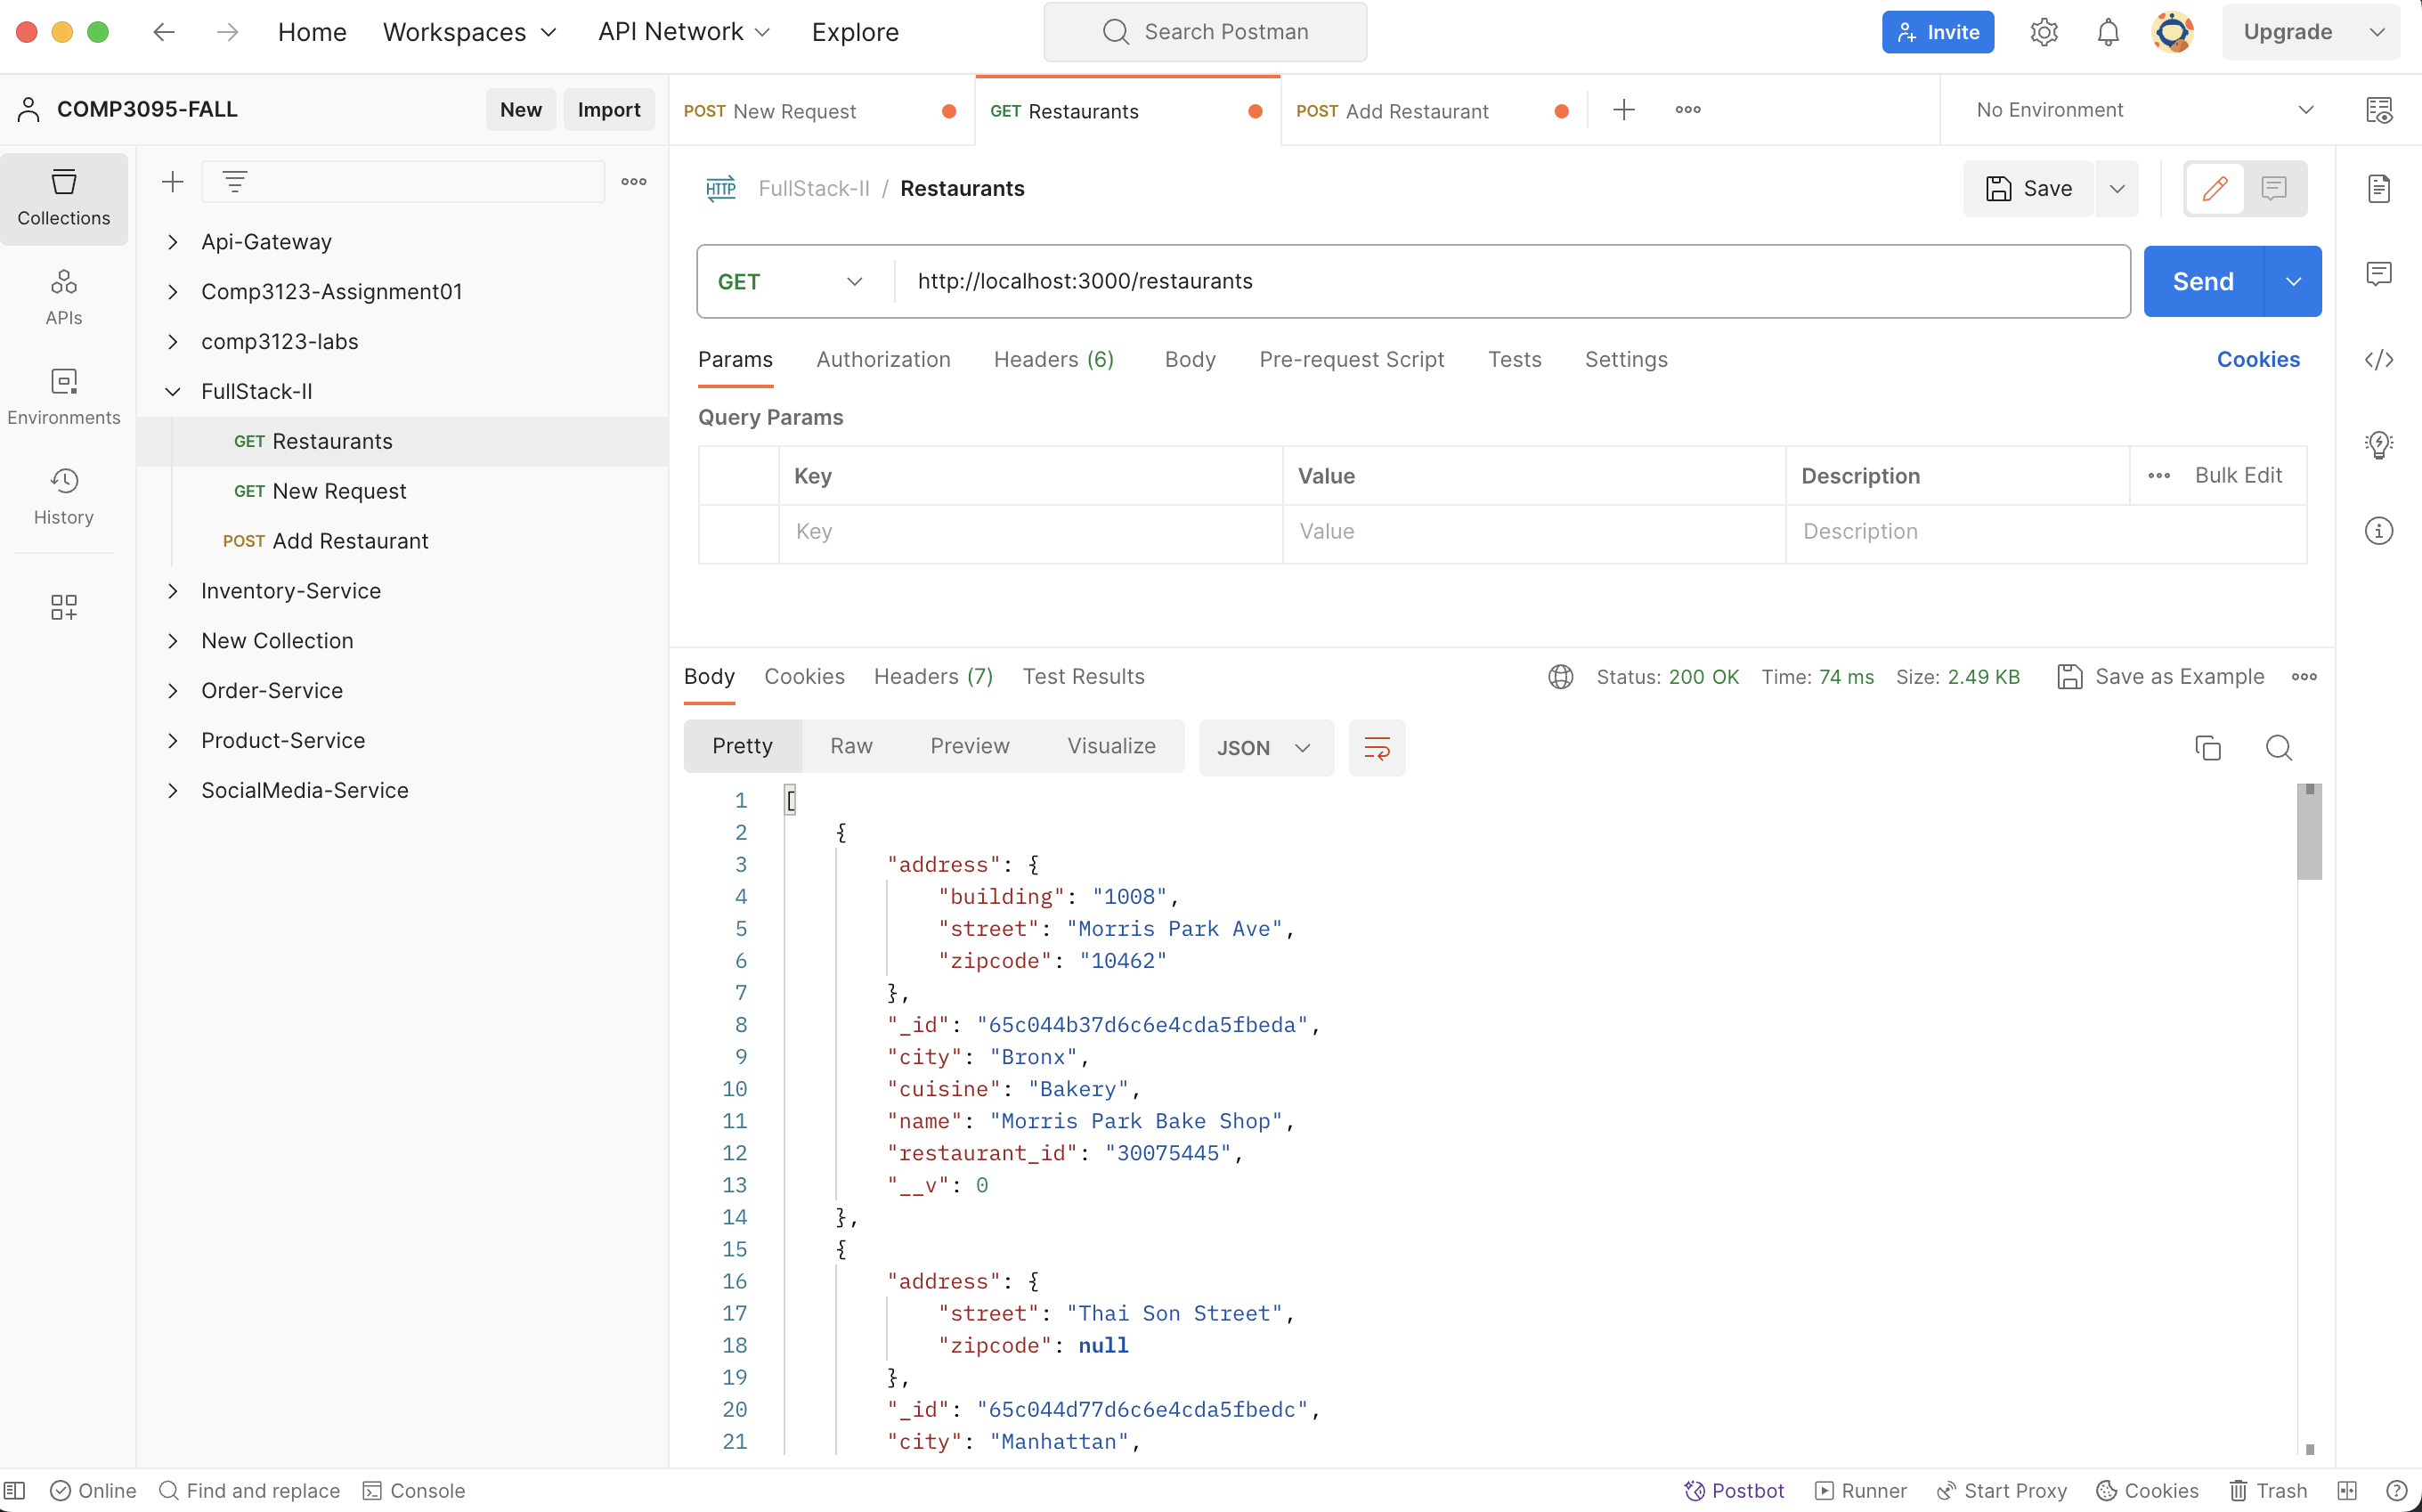 Home Workspaces API Network Explore Search Postman Invite Upgrade
COMP3095-FALL New Import POST New Request GET Restaurants POST Add Restaurant No Environment
Collections
APIs
Environments
History
Api-Gateway
Comp3123-Assignment01
comp3123-labs
FullStack-II
GET Restaurants
GET New Request
POST Add Restaurant
Inventory-Service
New Collection
Order-Service
Product-Service
SocialMedia-Service
HTTP FullStack-II / Restaurants Save
GET http://localhost:3000/restaurants Send
Params Authorization Headers (6) Body Pre-request Script Tests Settings Cookies
Query Params
Key Value Description Bulk Edit
Key Value Description
Body Cookies Headers (7) Test Results Status: 200 OK Time: 74 ms Size: 2.49 KB Save as Example
Pretty Raw Preview Visualize JSON
1 [
2 {
3 "address": {
4 "building": "1008",
5 "street": "Morris Park Ave",
6 "zipcode": "10462"
7 },
8 "_id": "65c044b37d6c6e4cda5fbeda",
9 "city": "Bronx",
10 "cuisine": "Bakery",
11 "name": "Morris Park Bake Shop",
12 "restaurant_id": "30075445",
13 "__v": 0
14 },
15 {
16 "address": {
17 "street": "Thai Son Street",
18 "zipcode": null
19 },
20 "_id": "65c044d77d6c6e4cda5fbedc",
21 "city": "Manhattan",
Online Find and replace Console Postbot Runner Start Proxy Cookies Trash